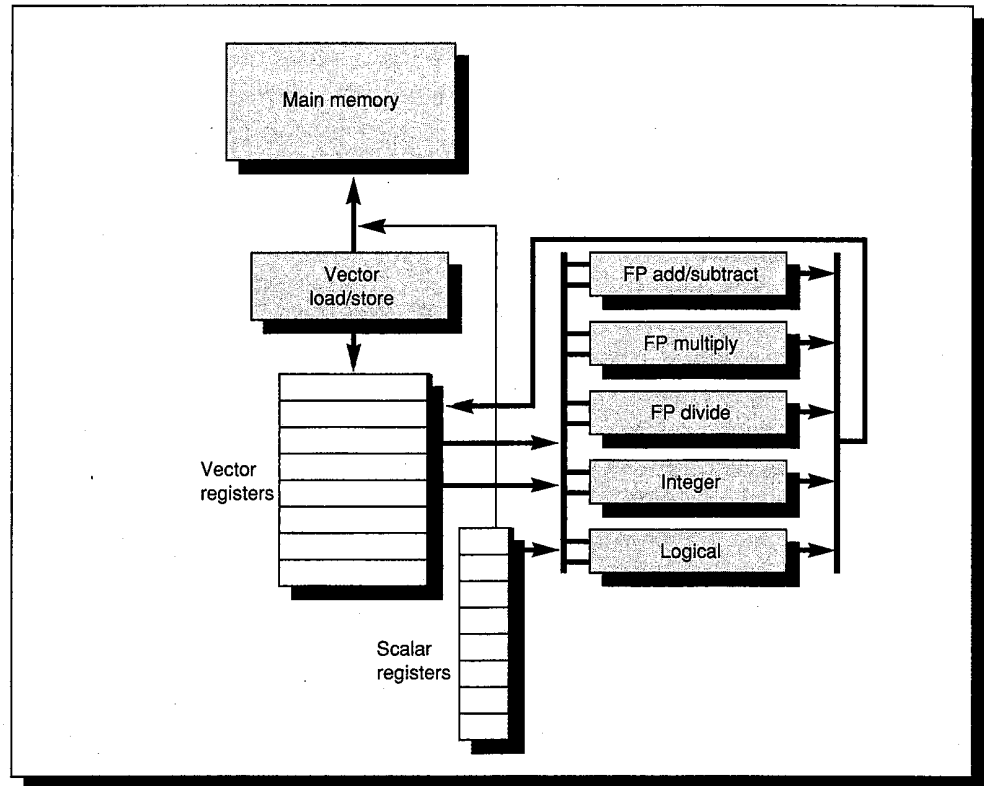 Main memory
Vector
load/store
FP add/subtract
FP multiply
FP divide
Integer
Logical
Vector
registers
Scalar
registers